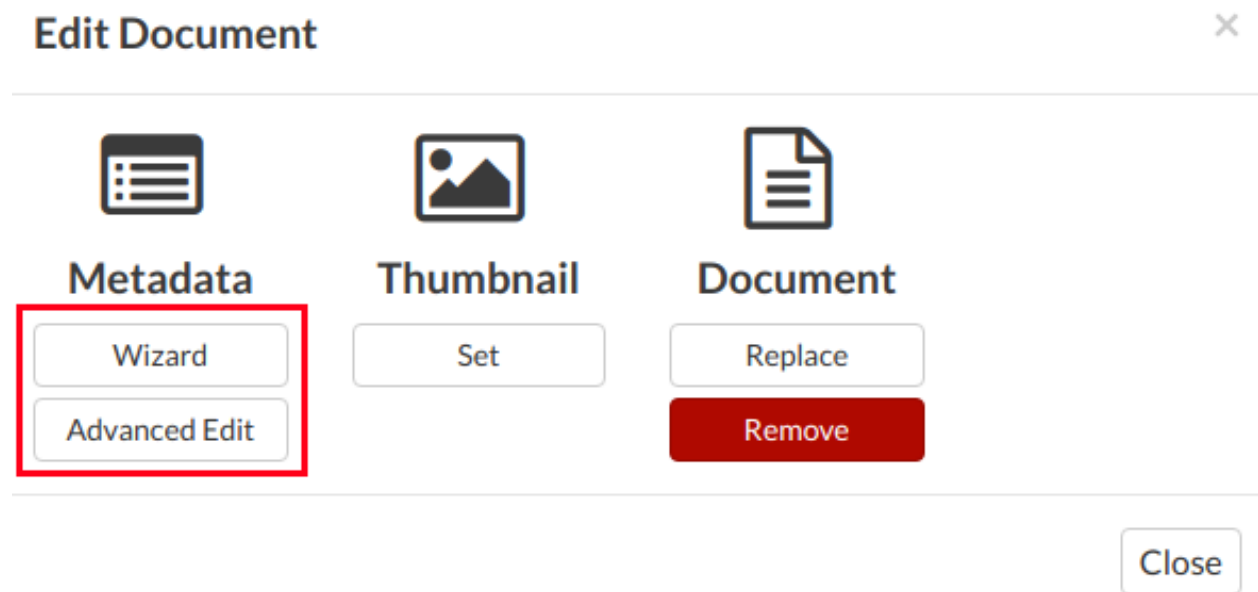 Edit Document
×
Metadata Thumbnail Document
Wizard Set Replace
Advanced Edit Remove
Close